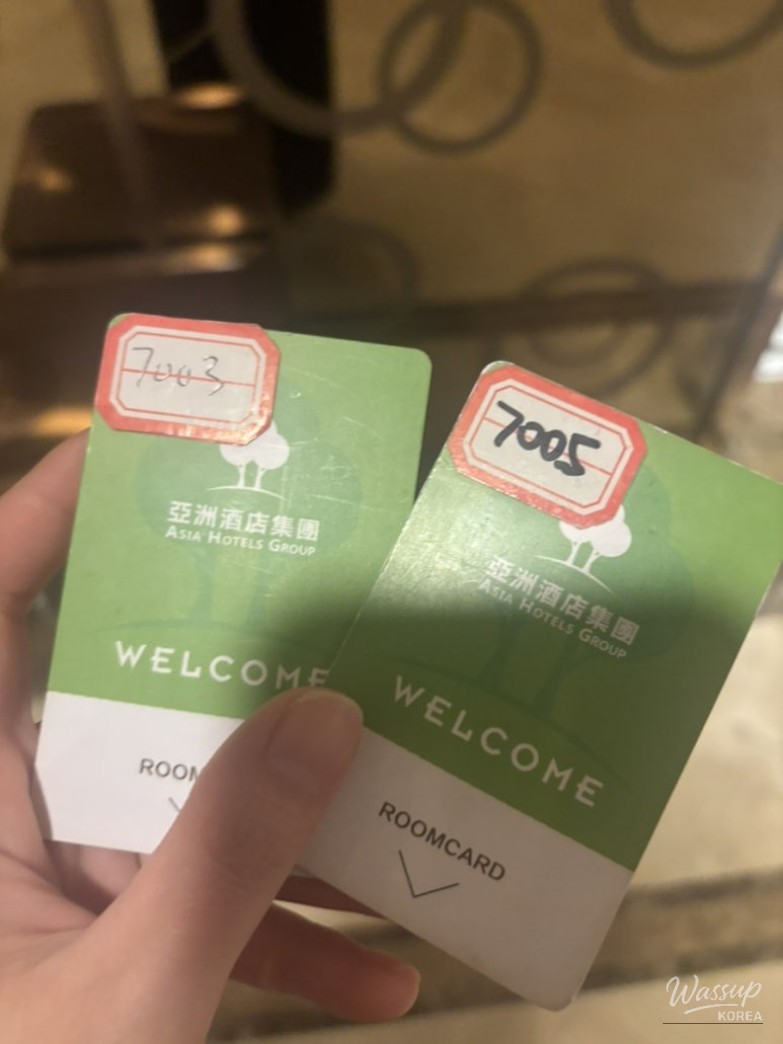 7003
亞洲酒店集團
ASIA HOTELS GROUP
WELCOME
ROOM
7005
亞洲酒店集團
ASIA HOTELS GROUP
WELCOME
ROOMCARD
Wassup
KOREA